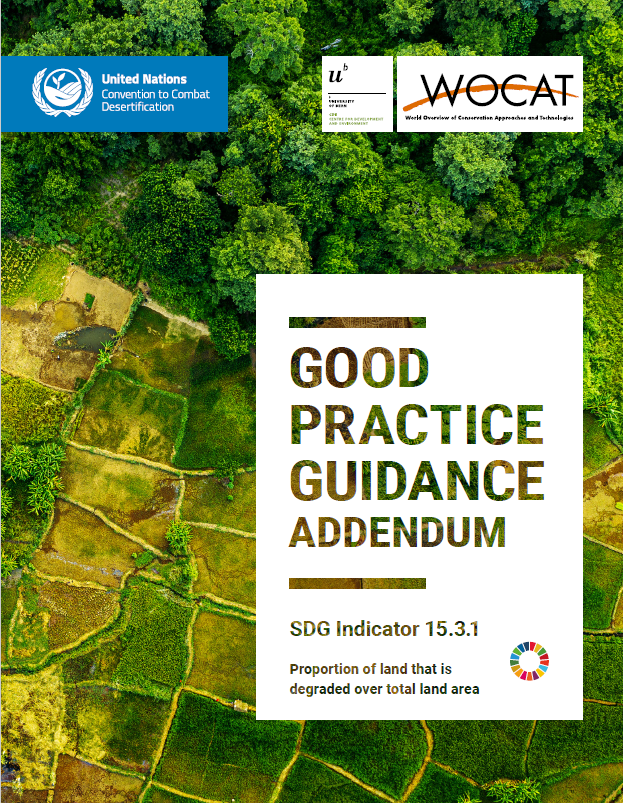 United Nations
Convention to Combat
Desertification
u^b
UNIVERSITY
OF BERN
CDE
CENTRE FOR DEVELOPMENT
AND ENVIRONMENT
WOCAT
World Overview of Conservation Approaches and Technologies
GOOD
PRACTICE
GUIDANCE
ADDENDUM
SDG Indicator 15.3.1
Proportion of land that is
degraded over total land area